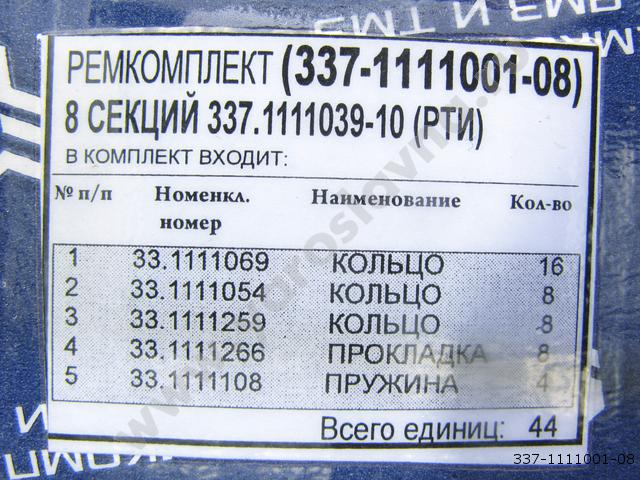 РЕМКОМПЛЕКТ (337-1111001-08)
8 СЕКЦИЙ 337.1111039-10 (РТИ)
В КОМПЛЕКТ ВХОДИТ:
№ п/п Номенкл. номер Наименование Кол-во
1 33.1111069 КОЛЬЦО 16
2 33.1111054 КОЛЬЦО 8
3 33.1111259 КОЛЬЦО 8
4 33.1111266 ПРОКЛАДКА 8
5 33.1111108 ПРУЖИНА 4
Всего единиц: 44
337-1111001-08